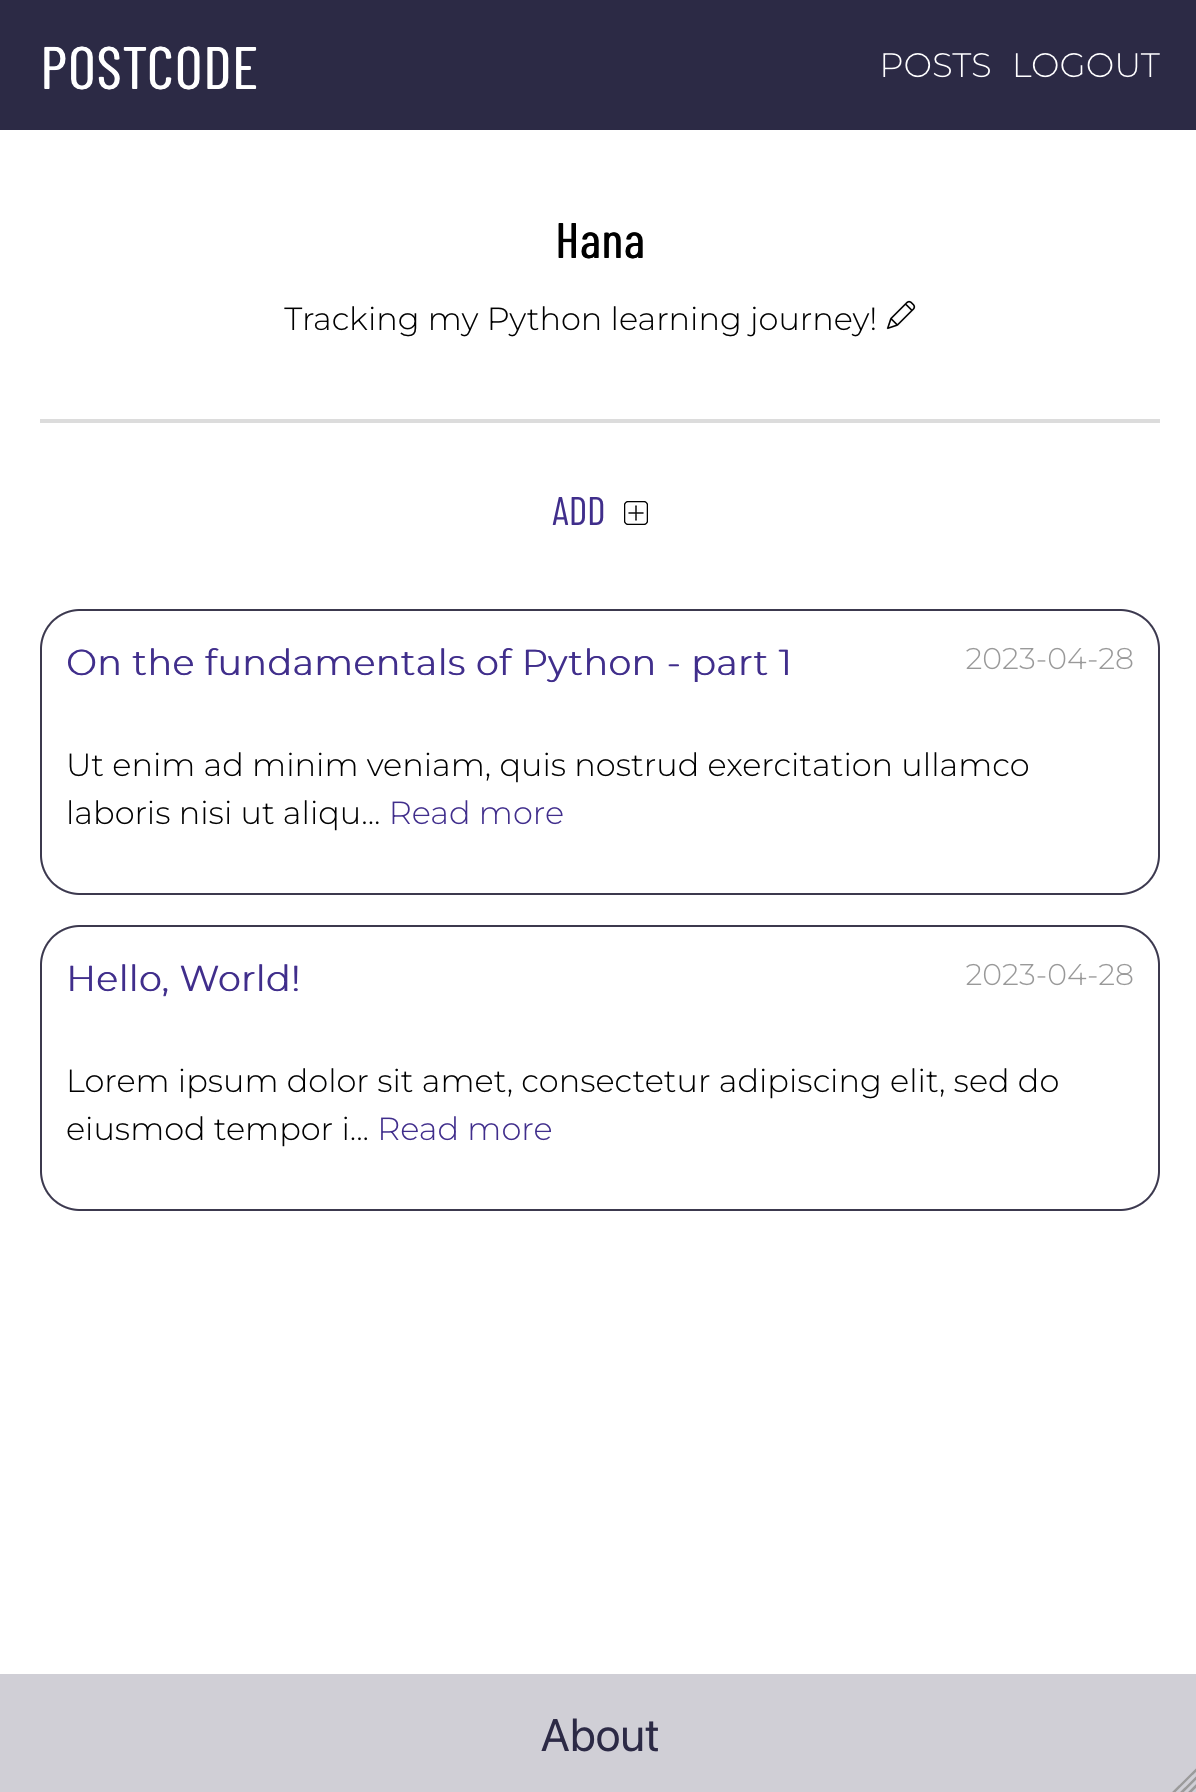 POSTCODE
POSTS LOGOUT
Hana
Tracking my Python learning journey!
ADD
On the fundamentals of Python - part 1
2023-04-28
Ut enim ad minim veniam, quis nostrud exercitation ullamco
laboris nisi ut aliqu... Read more
Hello, World!
2023-04-28
Lorem ipsum dolor sit amet, consectetur adipiscing elit, sed do
eiusmod tempor i... Read more
About